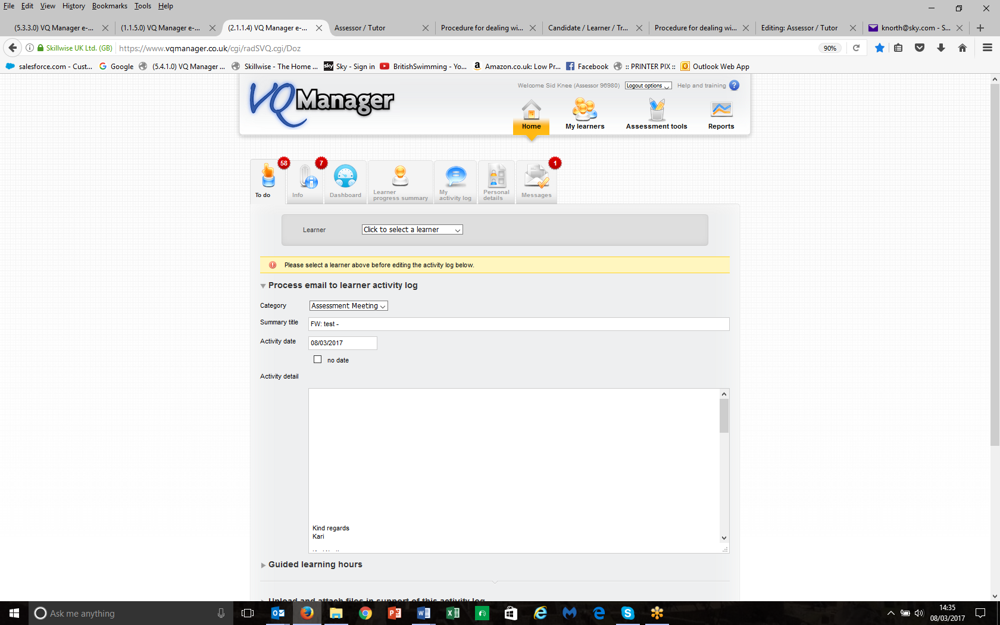 File Edit View History Bookmarks Tools Help
(5.3.3.0) VQ Manager e-... (1.1.5.0) VQ Manager e-... (2.1.1.4) VQ Manager e-... Assessor / Tutor Procedure for dealing wi... Candidate / Learner / Tr... Procedure for dealing wi... Editing: Assessor / Tutor knorth@sky.com - S...
Skillwise UK Ltd. (GB) https://www.vqmanager.co.uk/cgi/radSVQ.cgi/Doz 90%
salesforce.com - Cust... Google (5.4.1.0) VQ Manager ... Skillwise - The Home ... sky Sky - Sign in BritishSwimming - Yo... a Amazon.co.uk: Low Pr... Facebook :: PRINTER PIX :: Outlook Web App
VQManager
Welcome Sid Knee (Assessor 96980) Logout options Help and training ?
Home My learners Assessment tools Reports
58 7 1
To do Info Dashboard Learner progress summary My activity log Personal details Messages
Learner Click to select a learner
Please select a learner above before editing the activity log below.
Process email to learner activity log
Category Assessment Meeting
Summary title FW: test -
Activity date 08/03/2017
no date
Activity detail
Kind regards
Kari
Guided learning hours
Upload and attach files in support of this activity log
Ask me anything
14:35
08/03/2017